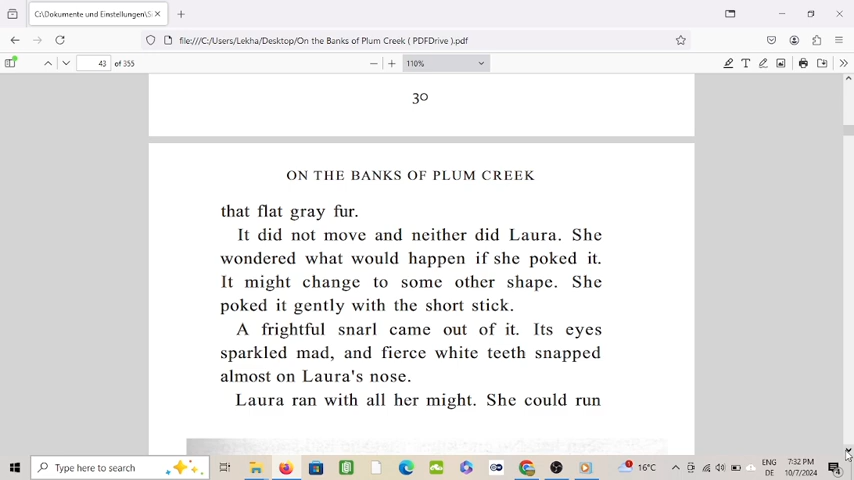 C:\Dokumente und Einstellungen\S
file:///C:/Users/Lekha/Desktop/On the Banks of Plum Creek ( PDFDrive ).pdf
43 of 355
110%
30
ON THE BANKS OF PLUM CREEK
that flat gray fur.
It did not move and neither did Laura. She
wondered what would happen if she poked it.
It might change to some other shape. She
poked it gently with the short stick.
A frightful snarl came out of it. Its eyes
sparkled mad, and fierce white teeth snapped
almost on Laura's nose.
Laura ran with all her might. She could run
Type here to search
16°C
ENG
DE
7:32 PM
10/7/2024
4